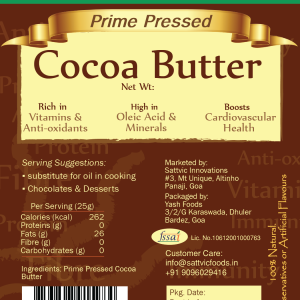 Prime Pressed
Cocoa Butter
Net Wt:
Rich in
Vitamins &
Anti-oxidants
High in
Oleic Acid &
Minerals
Boosts
Cardiovascular
Health
Serving Suggestions:
• substitute for oil in cooking
• Chocolates & Desserts
Per Serving (25g)
Calories (kcal) 262
Proteins (g) 0
Fats (g) 26
Fibre (g) 0
Carbohydrates (g) 0
Ingredients: Prime Pressed Cocoa
Butter
Marketed by:
Sattvic Innovations
#3, Mt Unique, Altinho
Panaji, Goa
Packaged by:
Yash Foods
3/2/G Karaswada, Dhuler
Bardez, Goa
fssai
Lic. No.10612001000763
Customer Care:
info@sattvicfoods.in
+91 9096029416
Pkg. Date:
100% Natural
ervatives or Artificial Flavours
Protein
Anti-ox
Vitami
Immun